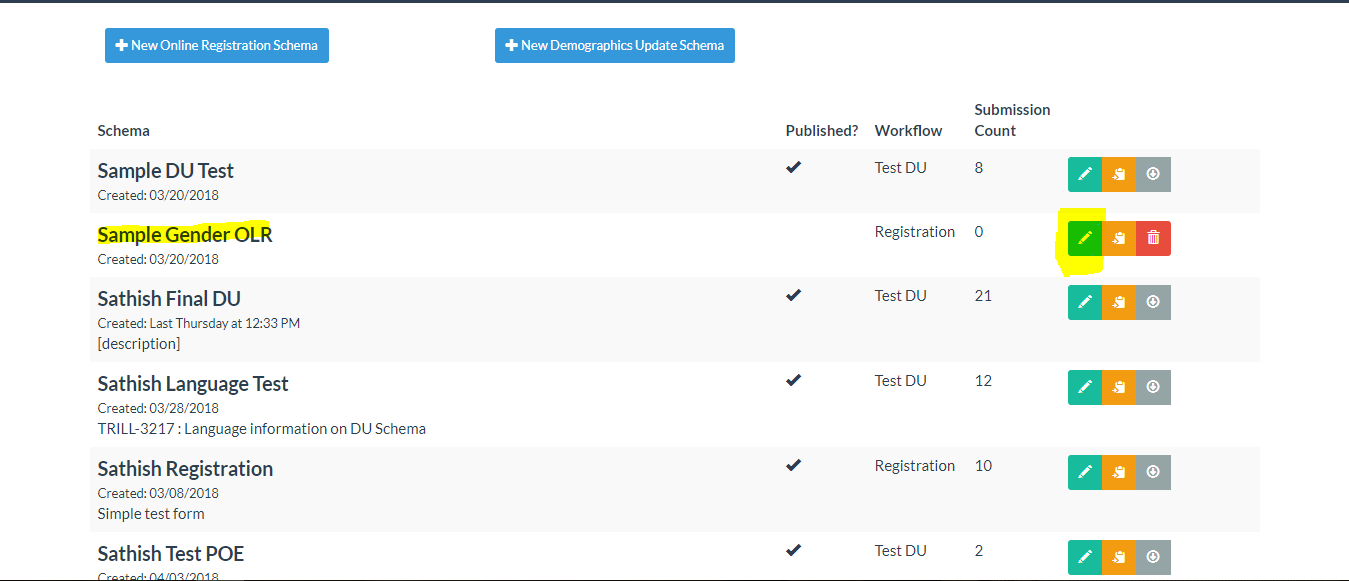 New Online Registration Schema
New Demographics Update Schema
Submission
Schema
Published?
Workflow
Count
Sample DU Test
Test DU
8
Created: 03/20/2018
Sample Gender OLR
Registration
0
Created: 03/20/2018
Sathish Final DU
Test DU
21
Created: Last Thursday at 12:33 PM
[description]
Sathish Language Test
Test DU
12
Created: 03/28/2018
TRILL-3217 : Language information on DU Schema
Sathish Registration
Registration
10
Created: 03/08/2018
Simple test form
Sathish Test POE
Test DU
2
Created: 04/03/2018